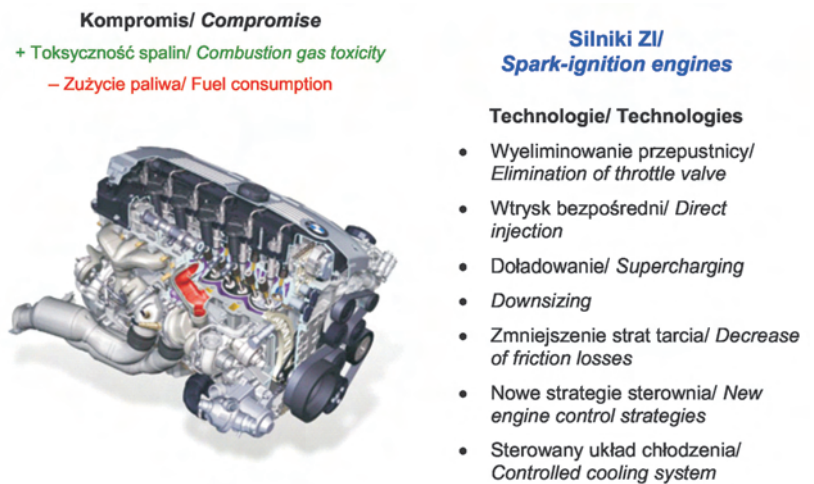 Kompromis/ Compromise
+ Toksyczność spalin/ Combustion gas toxicity
– Zużycie paliwa/ Fuel consumption
Silniki ZI/
Spark-ignition engines
Technologie/ Technologies
• Wyeliminowanie przepustnicy/
Elimination of throttle valve
• Wtrysk bezpośredni/ Direct
injection
• Doładowanie/ Supercharging
• Downsizing
• Zmniejszenie strat tarcia/ Decrease
of friction losses
• Nowe strategie sterownia/ New
engine control strategies
• Sterowany układ chłodzenia/
Controlled cooling system